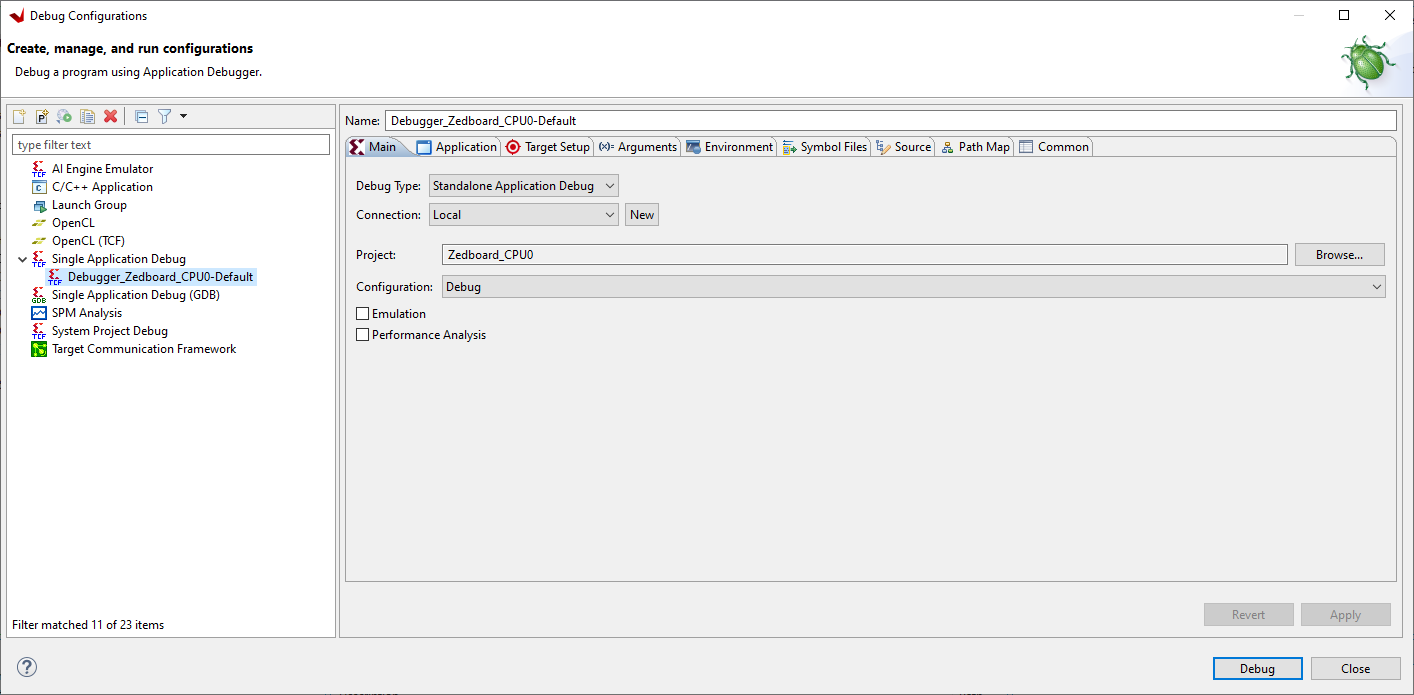 Debug Configurations
Create, manage, and run configurations
Debug a program using Application Debugger.
type filter text
AI Engine Emulator
C/C++ Application
Launch Group
OpenCL
OpenCL (TCF)
Single Application Debug
Debugger_Zedboard_CPU0-Default
Single Application Debug (GDB)
SPM Analysis
System Project Debug
Target Communication Framework
Filter matched 11 of 23 items
Name: Debugger_Zedboard_CPU0-Default
Main Application Target Setup (x)= Arguments Environment Symbol Files Source Path Map Common
Debug Type: Standalone Application Debug
Connection: Local New
Project: Zedboard_CPU0 Browse...
Configuration: Debug
Emulation
Performance Analysis
Revert Apply
? Debug Close